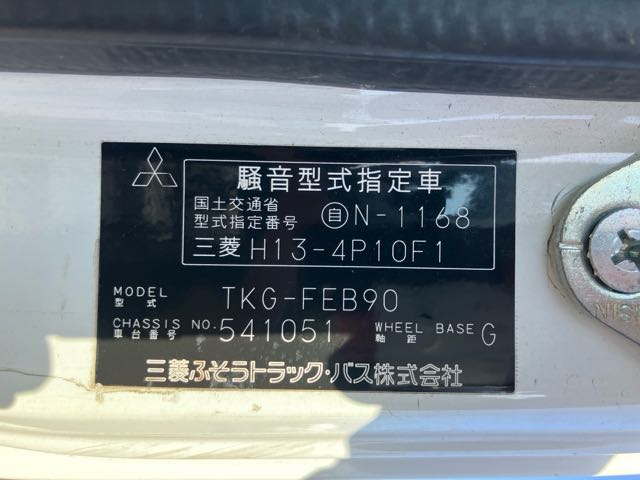 騒音型式指定車
国土交通省
型式指定番号 自N-1168
三菱 H13-4P10F1
MODEL 型式 TKG-FEB90
CHASSIS NO. 車台番号 541051 WHEEL BASE 軸距 G
三菱ふそうトラック・バス株式会社